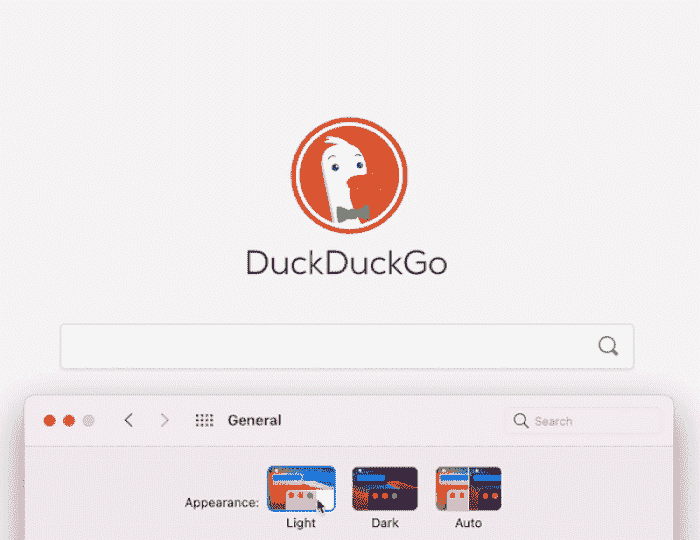 DuckDuckGo
General
Search
Appearance:
Light
Dark
Auto